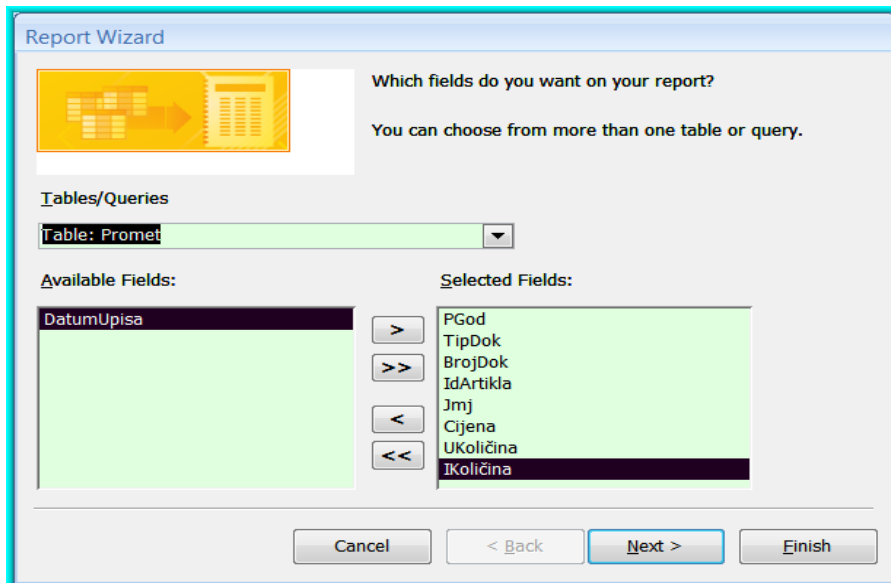 Report Wizard
Which fields do you want on your report?
You can choose from more than one table or query.
Tables/Queries
Table: Promet
Available Fields:
Selected Fields:
DatumUpisa
>
>>
<
<<
PGod
TipDok
BrojDok
IdArtikla
Jmj
Cijena
UKoličina
IKoličina
Cancel
< Back
Next >
Finish